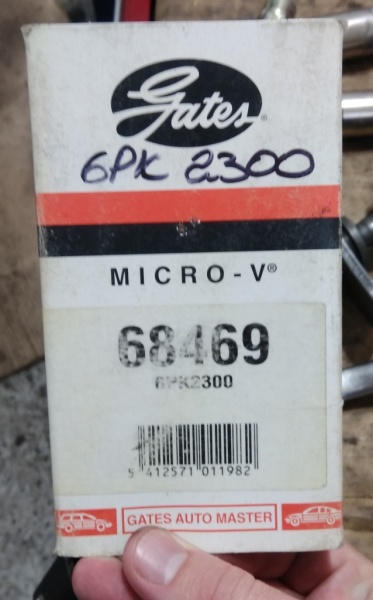 Gates®
6PK 2300
MICRO-V®
68469
6PK2300
5 412571 011982
GATES AUTO MASTER